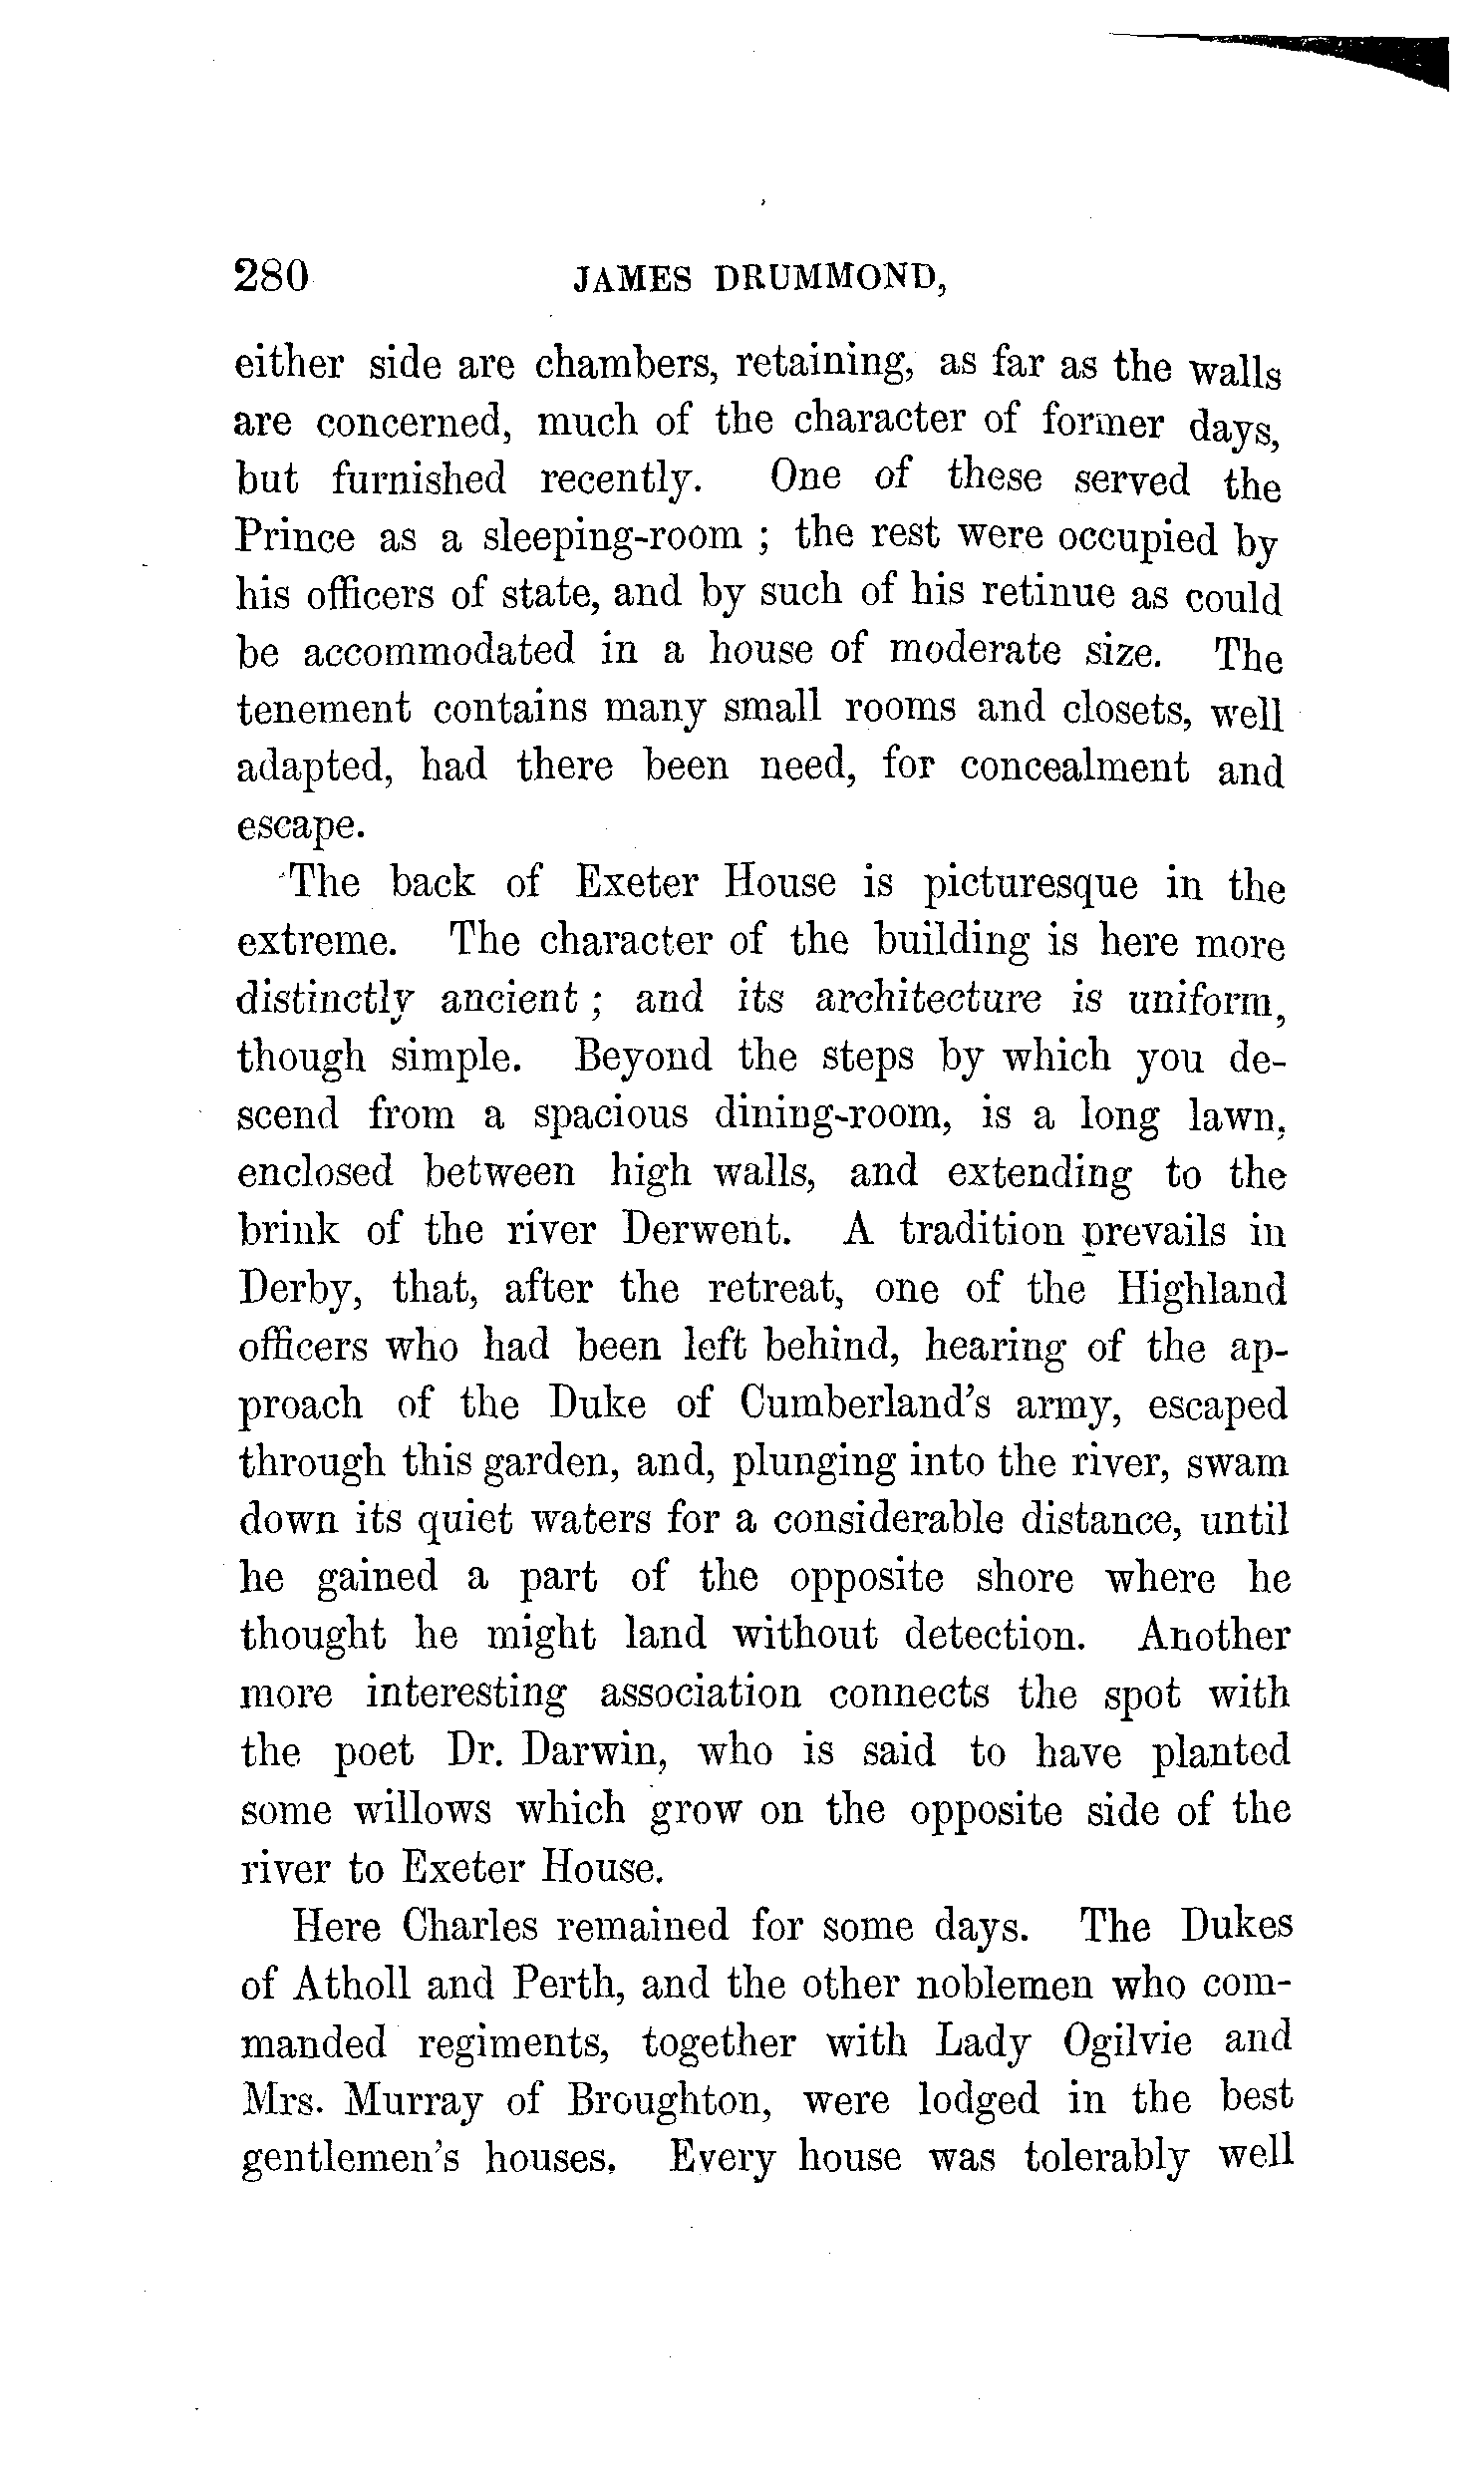 280 JAMES DRUMMOND,
either side are chambers, retaining, as far as the walls
are concerned, much of the character of former days,
but furnished recently. One of these served the
Prince as a sleeping-room ; the rest were occupied by
his officers of state, and by such of his retinue as could
be accommodated in a house of moderate size. The
tenement contains many small rooms and closets, well
adapted, had there been need, for concealment and
escape.
The back of Exeter House is picturesque in the
extreme. The character of the building is here more
distinctly ancient ; and its architecture is uniform,
though simple. Beyond the steps by which you de-
scend from a spacious dining-room, is a long lawn,
enclosed between high walls, and extending to the
brink of the river Derwent. A tradition prevails in
Derby, that, after the retreat, one of the Highland
officers who had been left behind, hearing of the ap-
proach of the Duke of Cumberland's army, escaped
through this garden, and, plunging into the river, swam
down its quiet waters for a considerable distance, until
he gained a part of the opposite shore where he
thought he might land without detection. Another
more interesting association connects the spot with
the poet Dr. Darwin, who is said to have planted
some willows which grow on the opposite side of the
river to Exeter House.
Here Charles remained for some days. The Dukes
of Atholl and Perth, and the other noblemen who com-
manded regiments, together with Lady Ogilvie and
Mrs. Murray of Broughton, were lodged in the best
gentlemen's houses. Every house was tolerably well